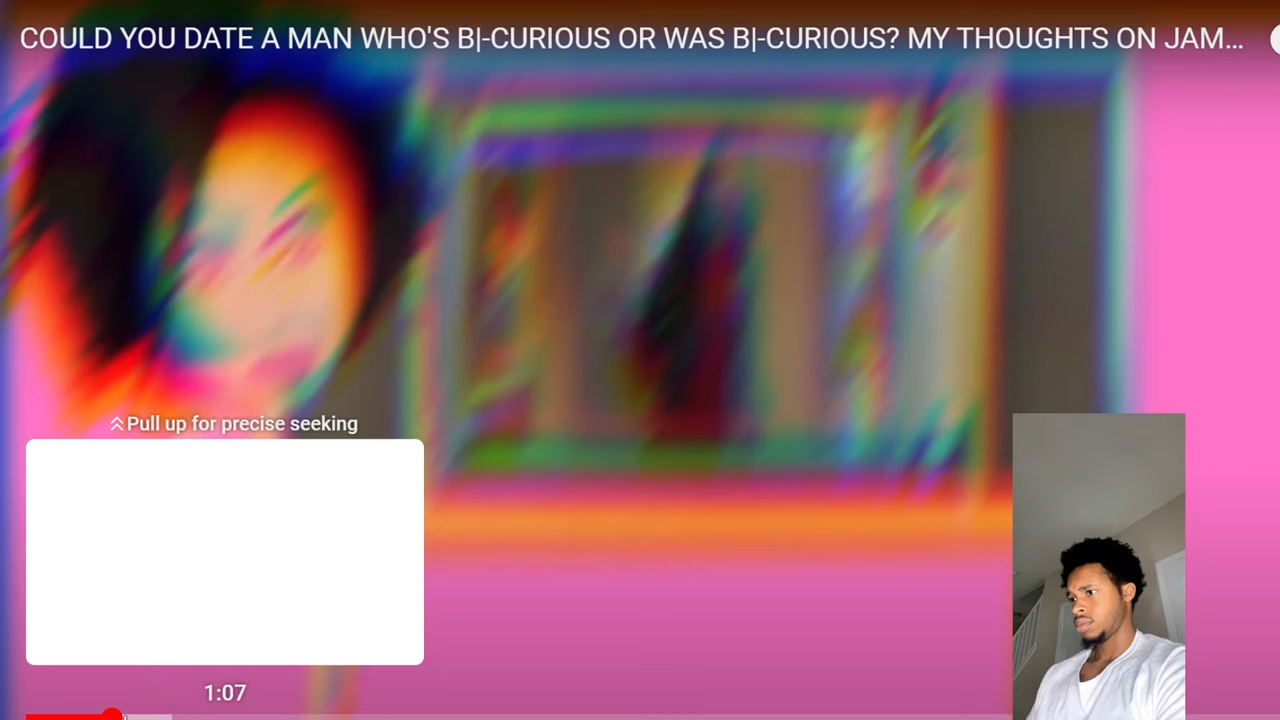 COULD YOU DATE A MAN WHO'S B|-CURIOUS OR WAS B|-CURIOUS? MY THOUGHTS ON JAM...
Pull up for precise seeking
1:07